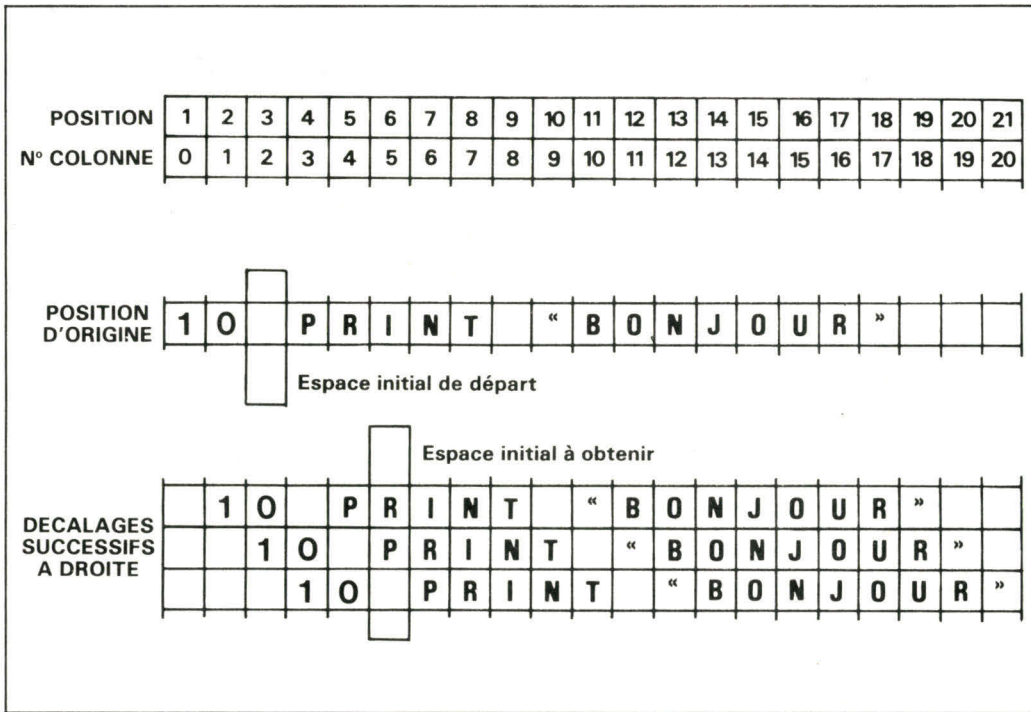 POSITION 1 2 3 4 5 6 7 8 9 10 11 12 13 14 15 16 17 18 19 20 21
N° COLONNE 0 1 2 3 4 5 6 7 8 9 10 11 12 13 14 15 16 17 18 19 20
POSITION
D'ORIGINE
1 0 P R I N T « B O N J O U R »
Espace initial de départ
Espace initial à obtenir
DECALAGES
SUCCESSIFS
A DROITE
1 0 P R I N T « B O N J O U R »
1 0 P R I N T « B O N J O U R »
1 0 P R I N T « B O N J O U R »